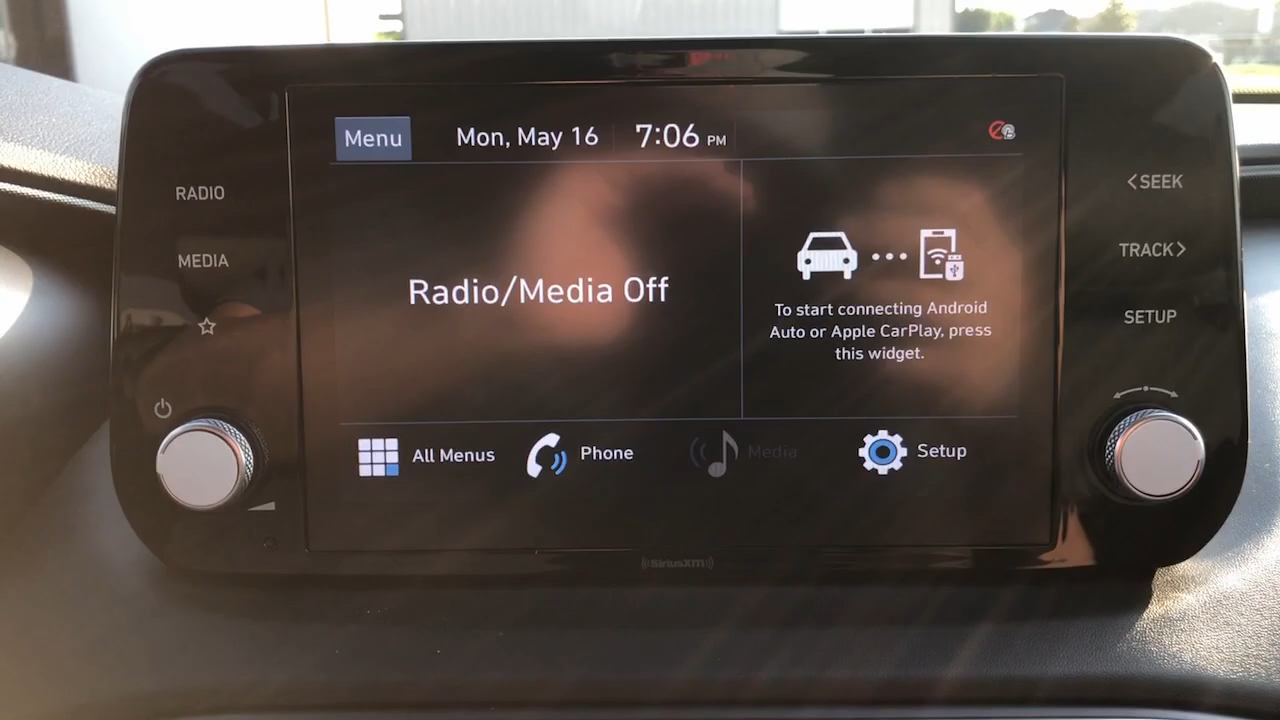 Menu
Mon, May 16
7:06 PM
RADIO
MEDIA
<SEEK
TRACK>
SETUP
Radio/Media Off
To start connecting Android
Auto or Apple CarPlay, press
this widget.
All Menus
Phone
Media
Setup
((SiriusXM))